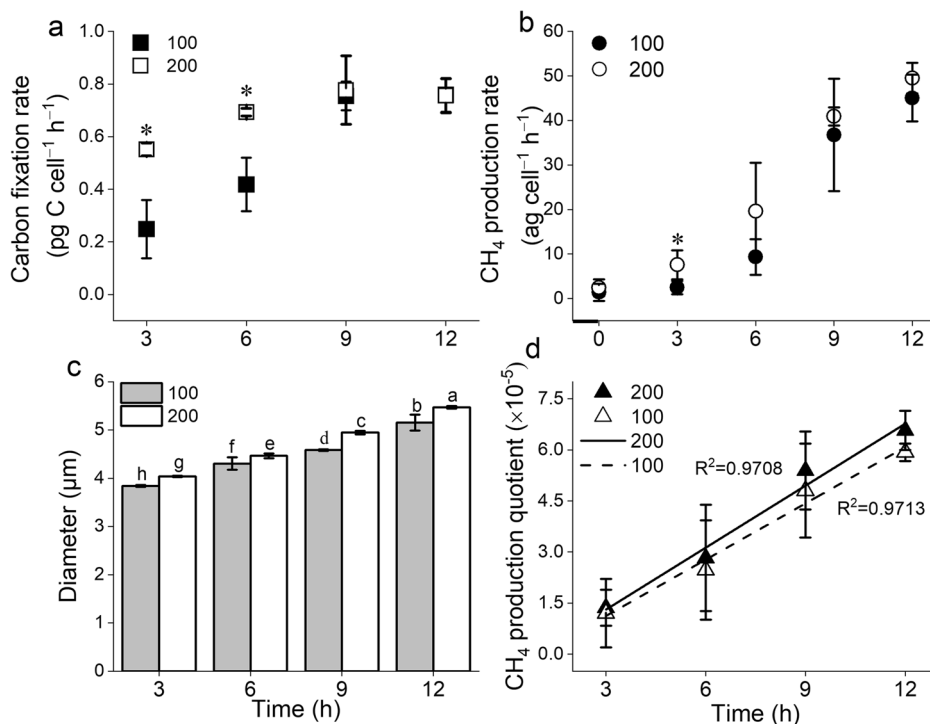 a
100
200
*
*
1.0
0.8
0.6
0.4
0.2
0.0
Carbon fixation rate
(pg C cell⁻¹ h⁻¹)
3 6 9 12
b
100
200
*
50
40
30
20
10
0
CH₄ production rate
(ag cell⁻¹ h⁻¹)
0 3 6 9 12
c
100
200
6
5
4
3
2
1
0
h g f e d c b a
Diameter (µm)
3 6 9 12
Time (h)
d
200
100
200
100
R²=0.9708
R²=0.9713
7.5
6.0
4.5
3.0
1.5
0.0
CH₄ production quotient (×10⁻⁵)
3 6 9 12
Time (h)